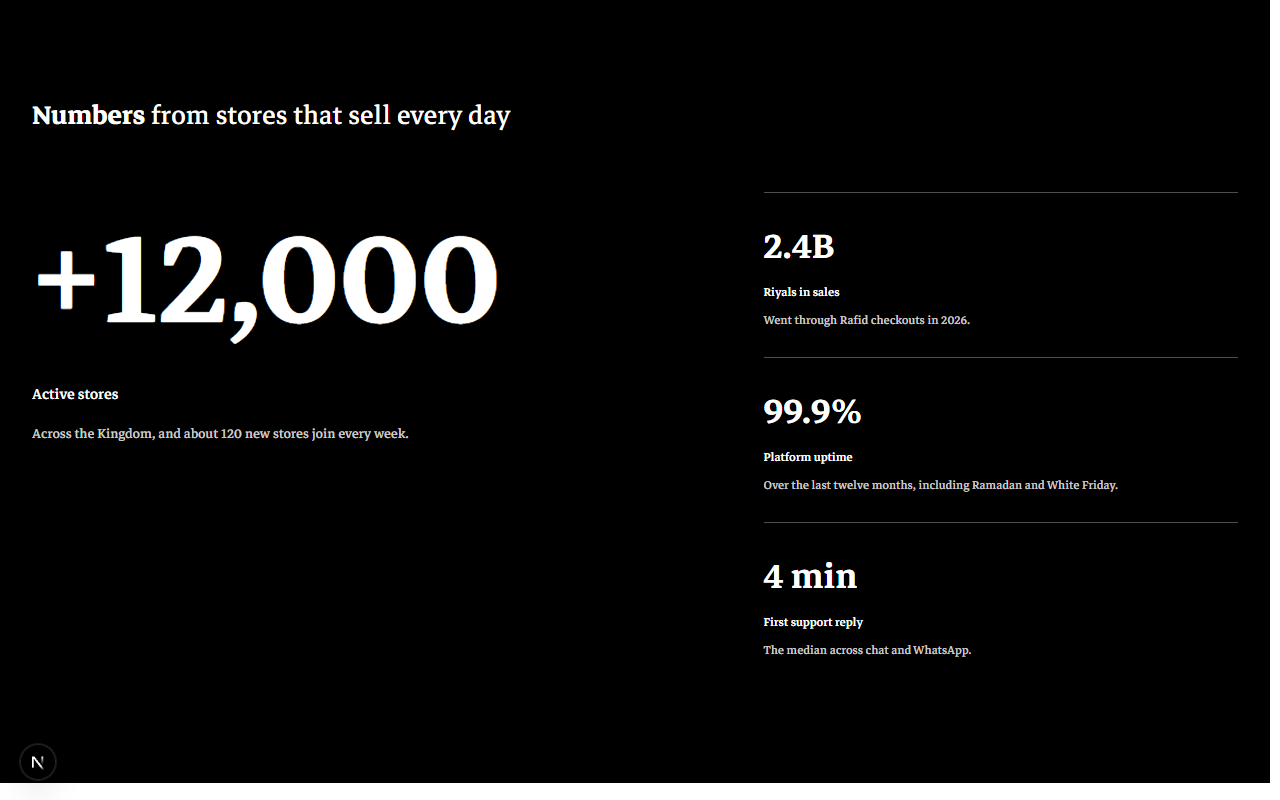 Numbers from stores that sell every day
+12,000
Active stores
Across the Kingdom, and about 120 new stores join every week.
2.4B
Riyals in sales
Went through Rafid checkouts in 2026.
99.9%
Platform uptime
Over the last twelve months, including Ramadan and White Friday.
4 min
First support reply
The median across chat and WhatsApp.
N